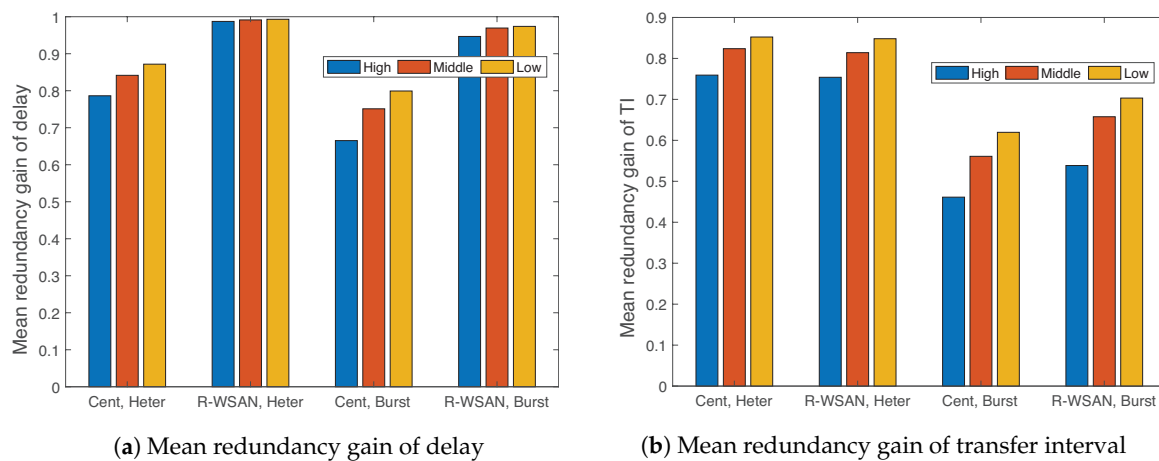 Mean redundancy gain of delay
1
0.9
0.8
0.7
0.6
0.5
0.4
0.3
0.2
0.1
0
High Middle Low
Cent, Heter R-WSAN, Heter Cent, Burst R-WSAN, Burst
(a) Mean redundancy gain of delay
Mean redundancy gain of TI
0.9
0.8
0.7
0.6
0.5
0.4
0.3
0.2
0.1
0
High Middle Low
Cent, Heter R-WSAN, Heter Cent, Burst R-WSAN, Burst
(b) Mean redundancy gain of transfer interval